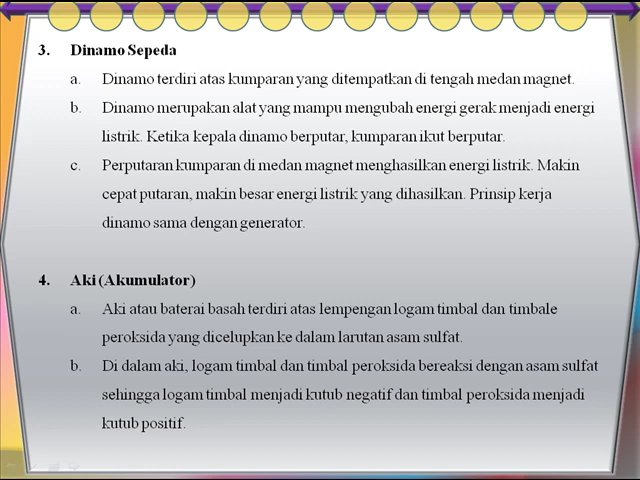 3. Dinamo Sepeda
a. Dinamo terdiri atas kumparan yang ditempatkan di tengah medan magnet.
b. Dinamo merupakan alat yang mampu mengubah energi gerak menjadi energi
listrik. Ketika kepala dinamo berputar, kumparan ikut berputar.
c. Perputaran kumparan di medan magnet menghasilkan energi listrik. Makin
cepat putaran, makin besar energi listrik yang dihasilkan. Prinsip kerja
dinamo sama dengan generator.
4. Aki (Akumulator)
a. Aki atau baterai basah terdiri atas lempengan logam timbal dan timbale
peroksida yang dicelupkan ke dalam larutan asam sulfat.
b. Di dalam aki, logam timbal dan timbal peroksida bereaksi dengan asam sulfat
sehingga logam timbal menjadi kutub negatif dan timbal peroksida menjadi
kutub positif.